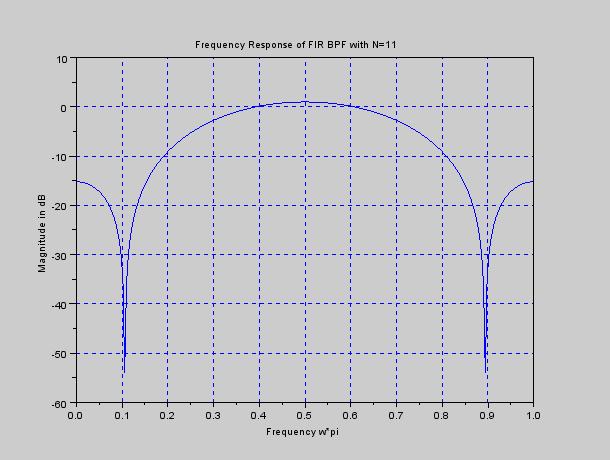 Frequency Response of FIR BPF with N=11
10
0
-10
-20
-30
-40
-50
-60
Magnitude in dB
0.0 0.1 0.2 0.3 0.4 0.5 0.6 0.7 0.8 0.9 1.0
Frequency w*pi